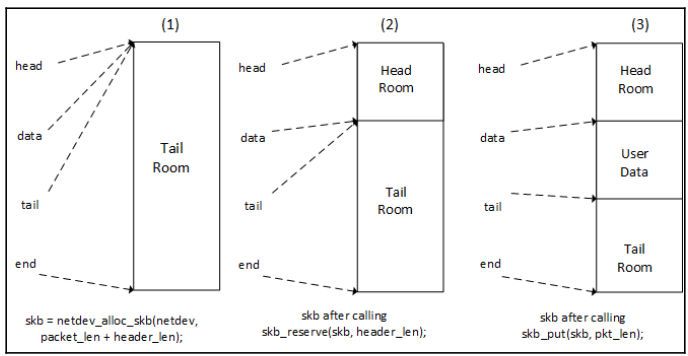 (1)
head
data
tail
end
Tail
Room
skb = netdev_alloc_skb(netdev,
packet_len + header_len);
(2)
head
data
tail
end
Head
Room
Tail
Room
skb after calling
skb_reserve(skb, header_len);
(3)
head
data
tail
end
Head
Room
User
Data
Tail
Room
skb after calling
skb_put(skb, pkt_len);